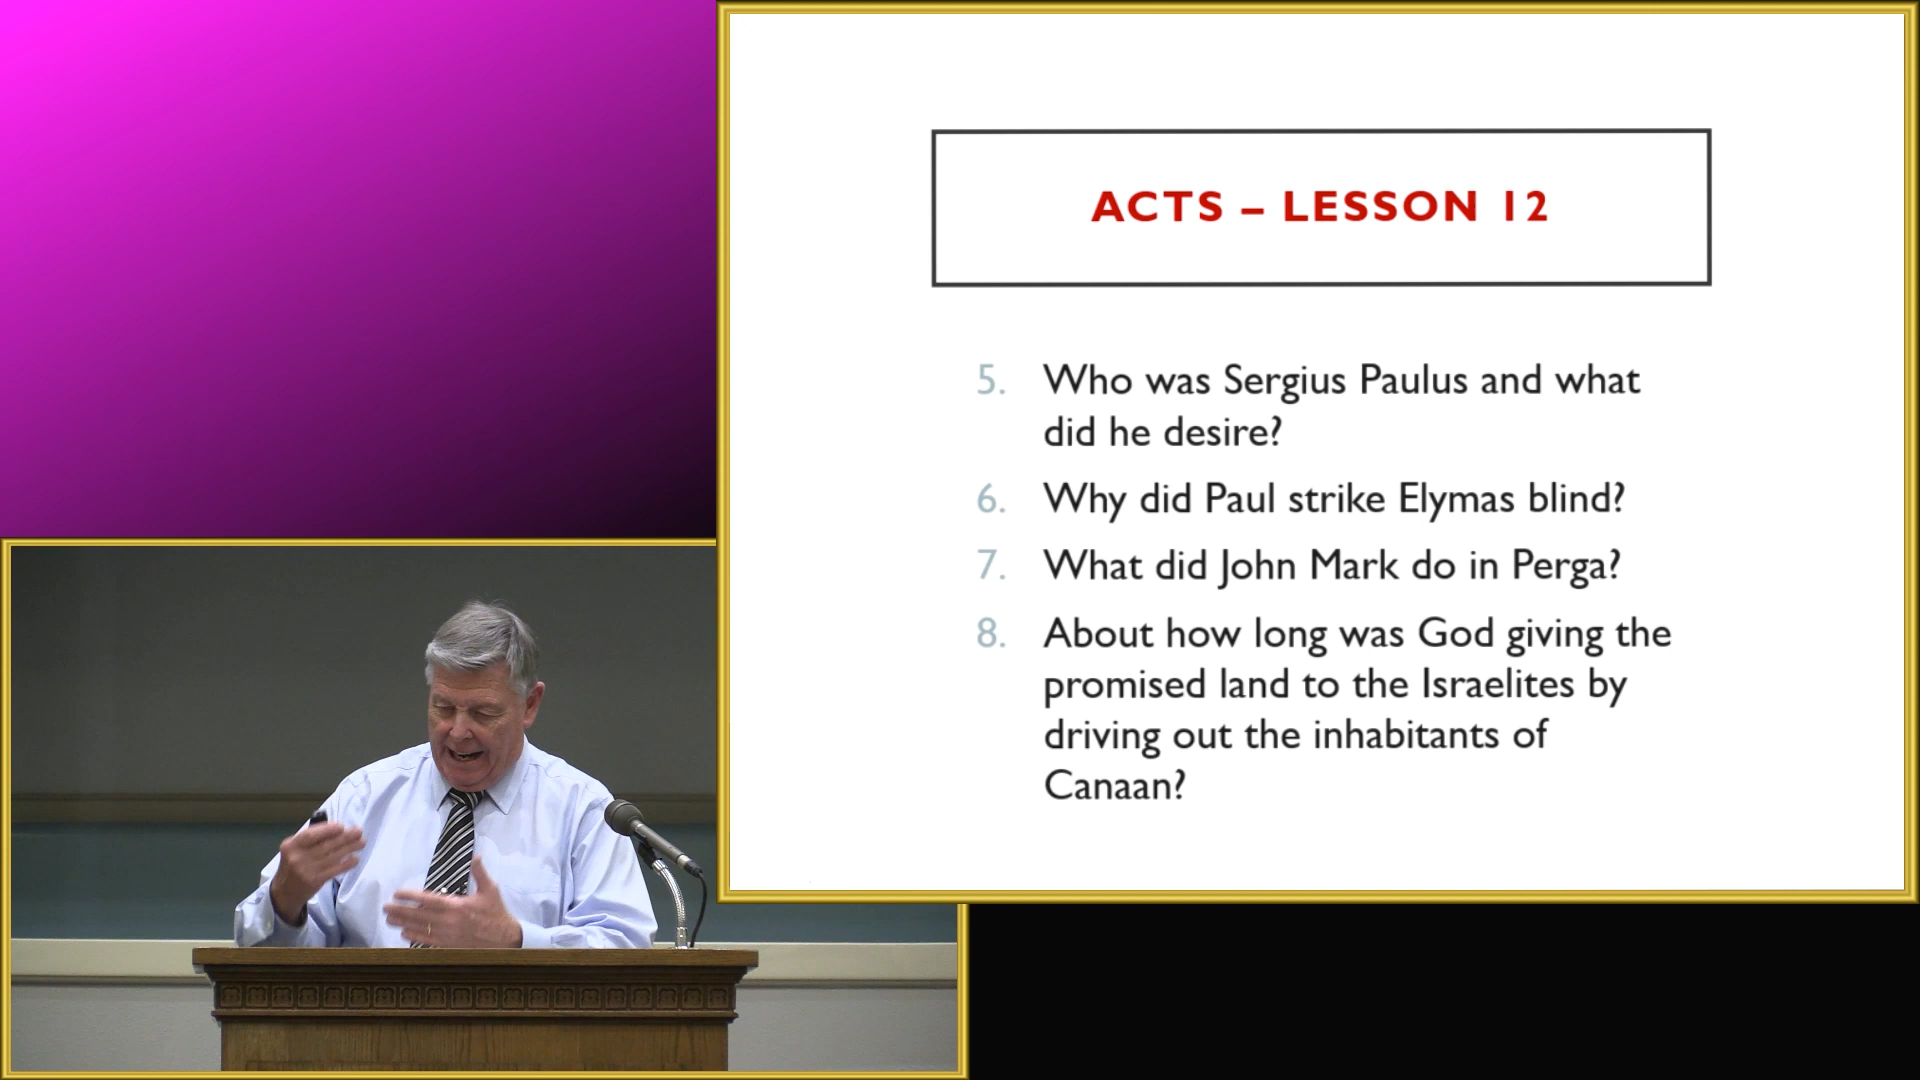 ACTS – LESSON 12
5. Who was Sergius Paulus and what
did he desire?
6. Why did Paul strike Elymas blind?
7. What did John Mark do in Perga?
8. About how long was God giving the
promised land to the Israelites by
driving out the inhabitants of
Canaan?